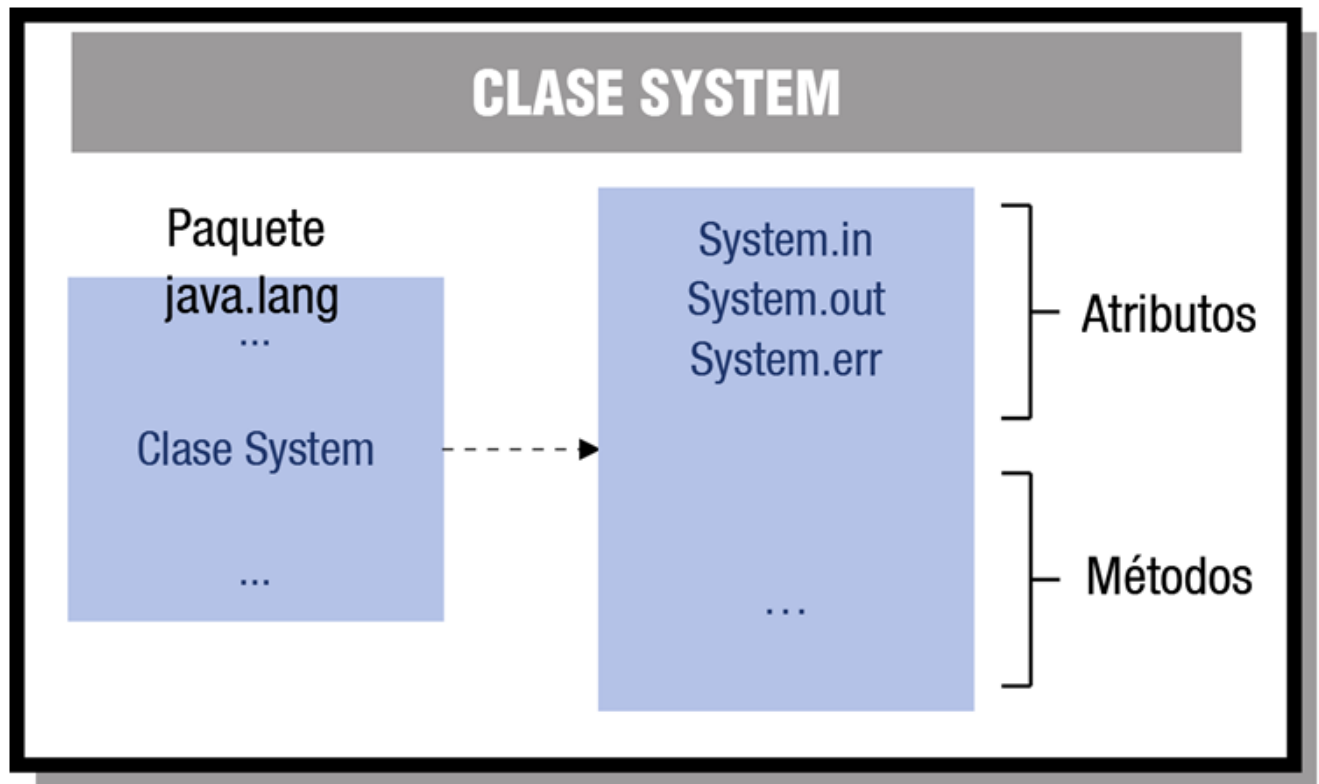 CLASE SYSTEM
Paquete
java.lang
...
Clase System
...
System.in
System.out
System.err
...
Atributos
Métodos